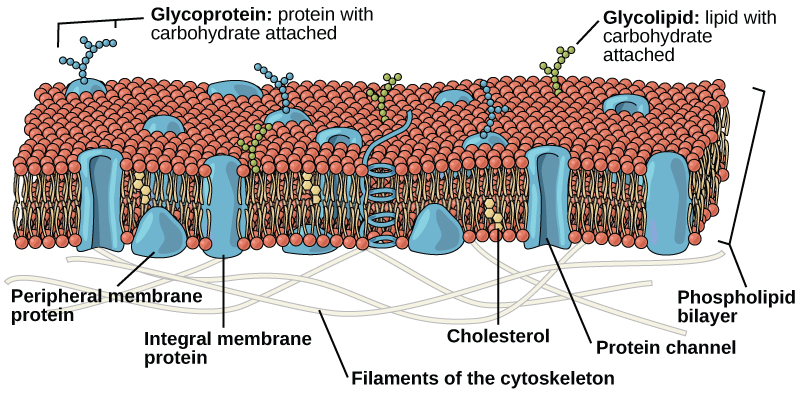 Glycoprotein: protein with
carbohydrate attached
Glycolipid: lipid with
carbohydrate
attached
Peripheral membrane
protein
Integral membrane
protein
Filaments of the cytoskeleton
Cholesterol
Protein channel
Phospholipid
bilayer